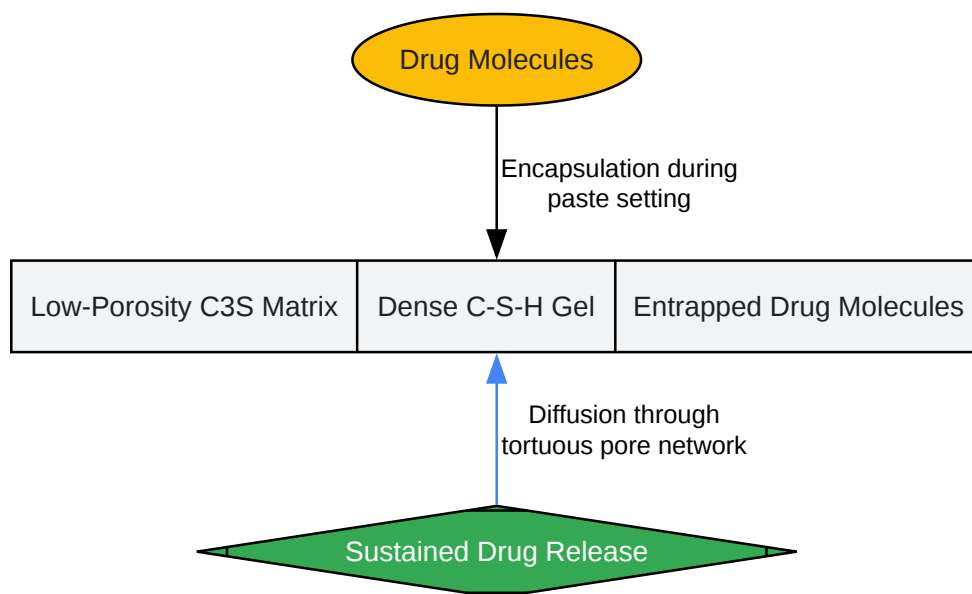 Drug Molecules
Encapsulation during
paste setting
Low-Porosity C3S Matrix
Dense C-S-H Gel
Entrapped Drug Molecules
Diffusion through
tortuous pore network
Sustained Drug Release